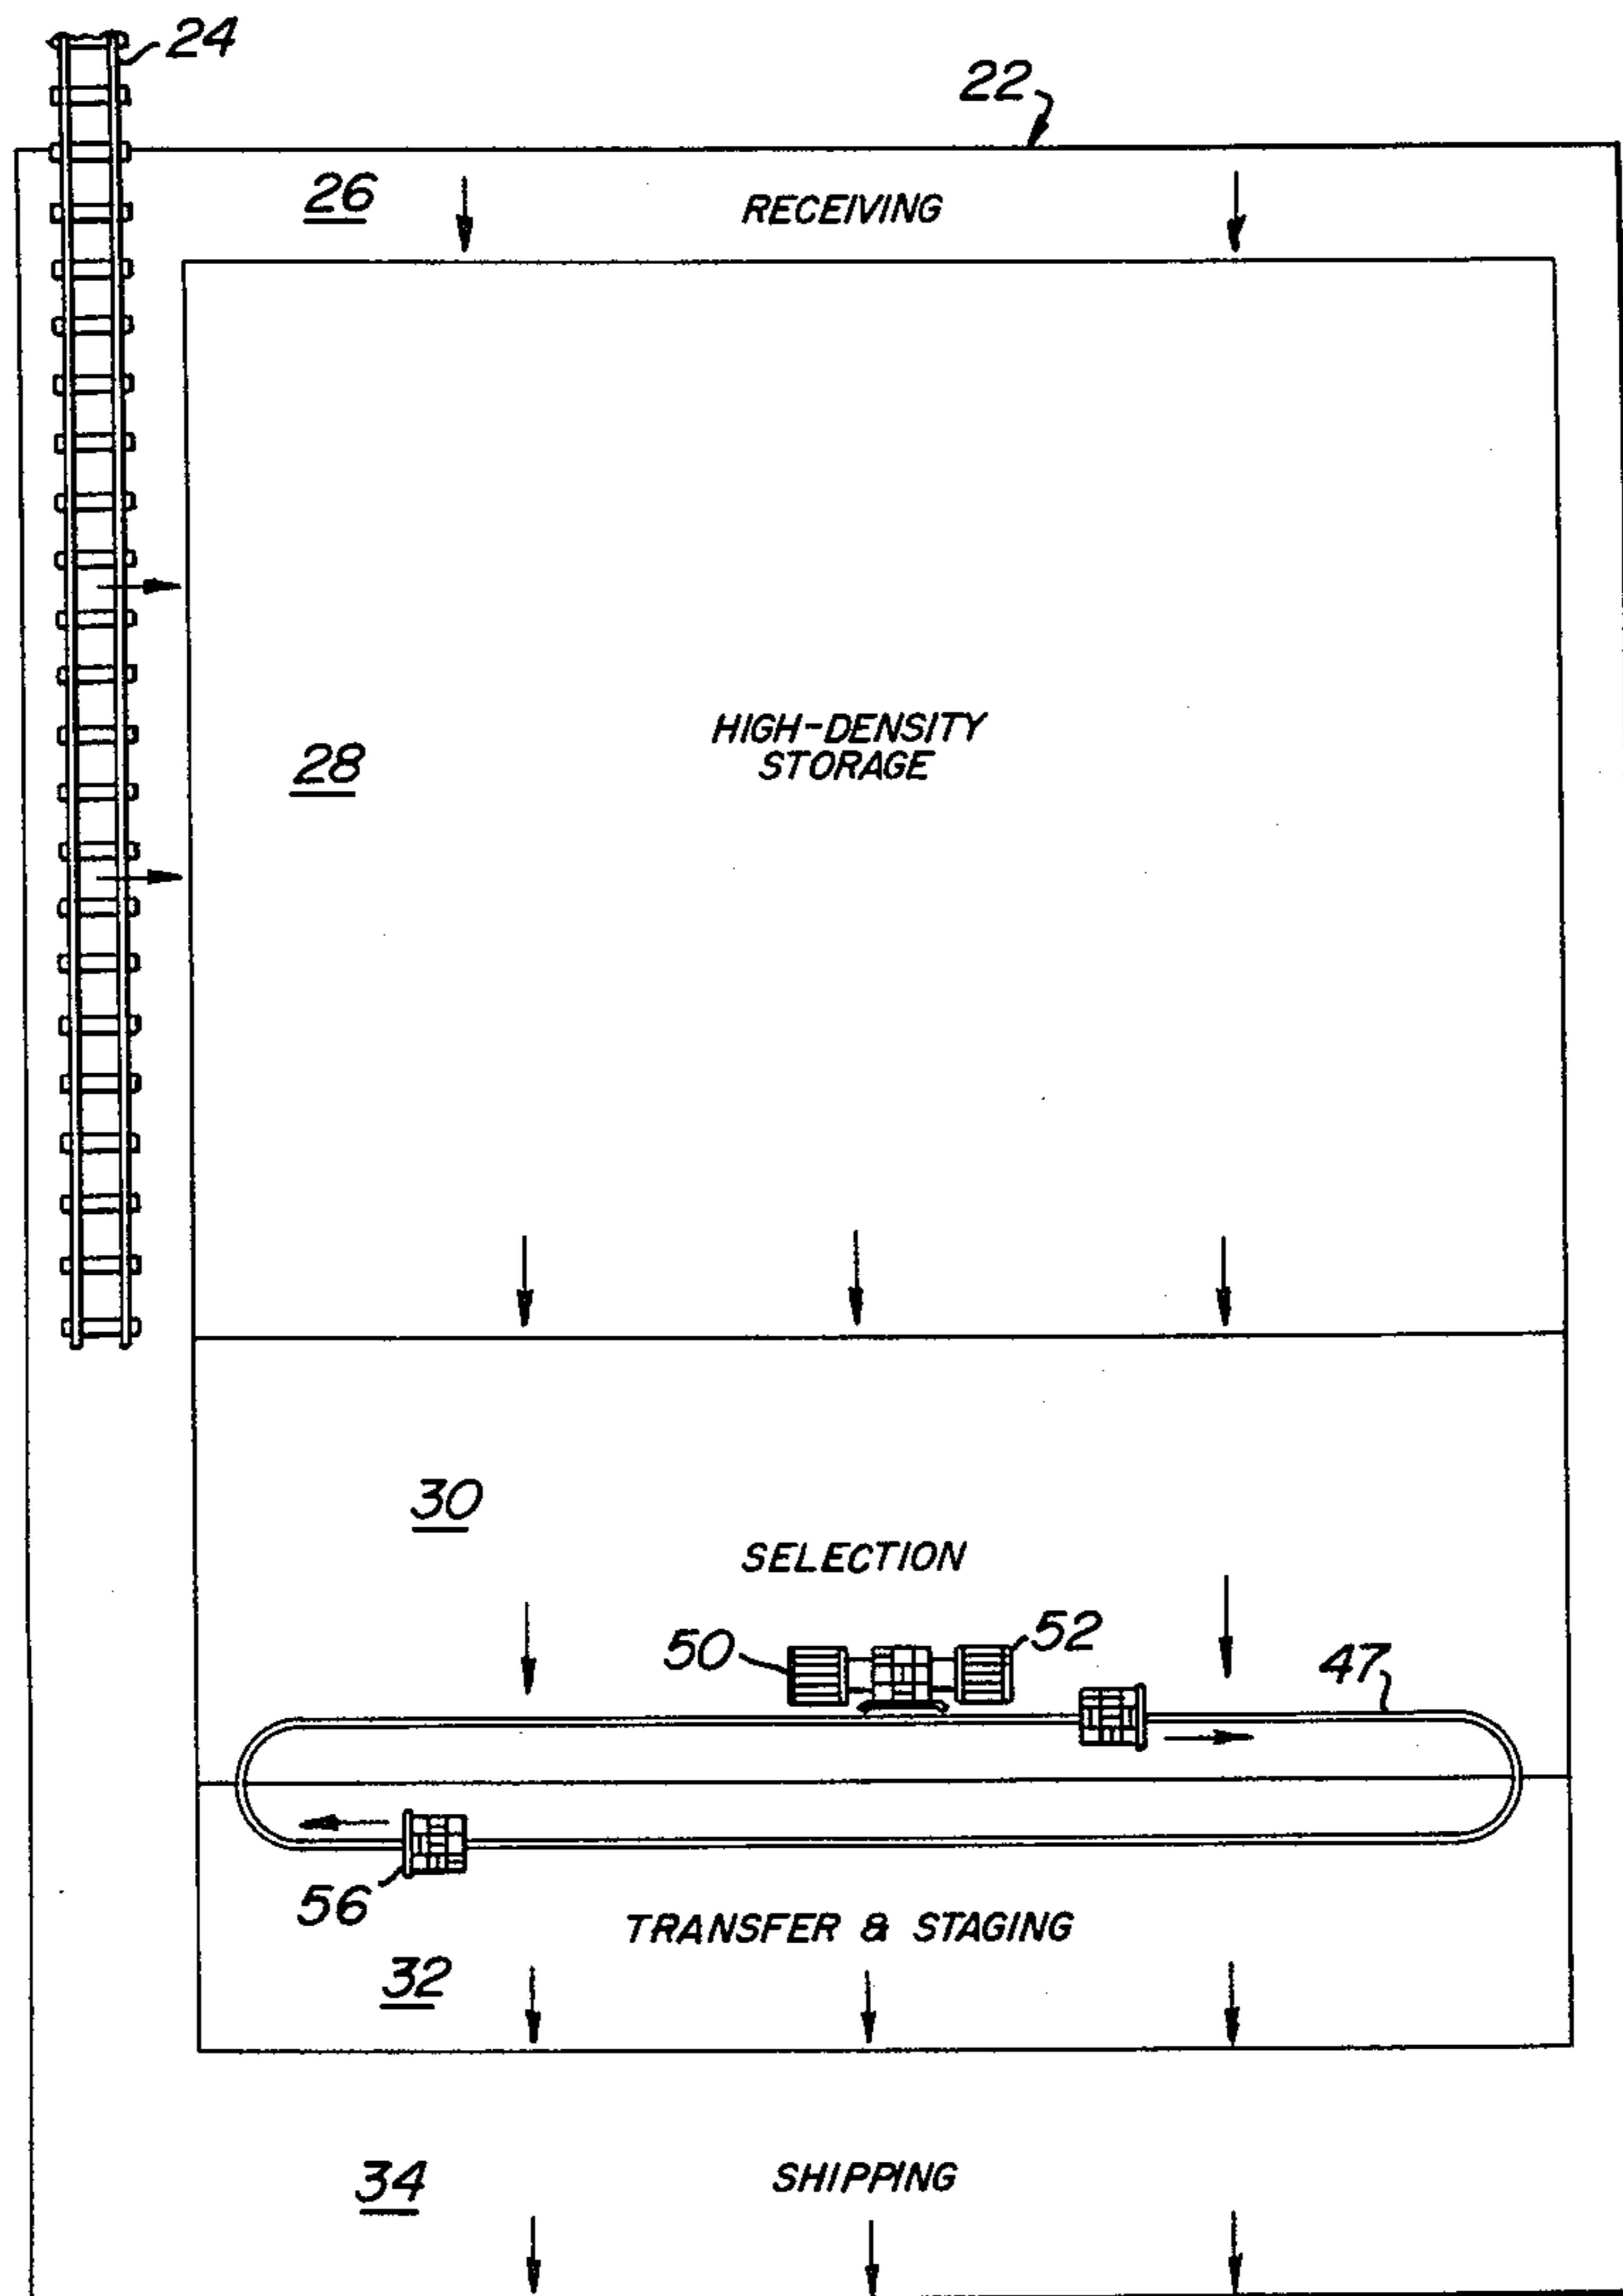 24
22
26
RECEIVING
HIGH-DENSITY
STORAGE
28
30
SELECTION
50
52
47
56
TRANSFER & STAGING
32
34
SHIPPING